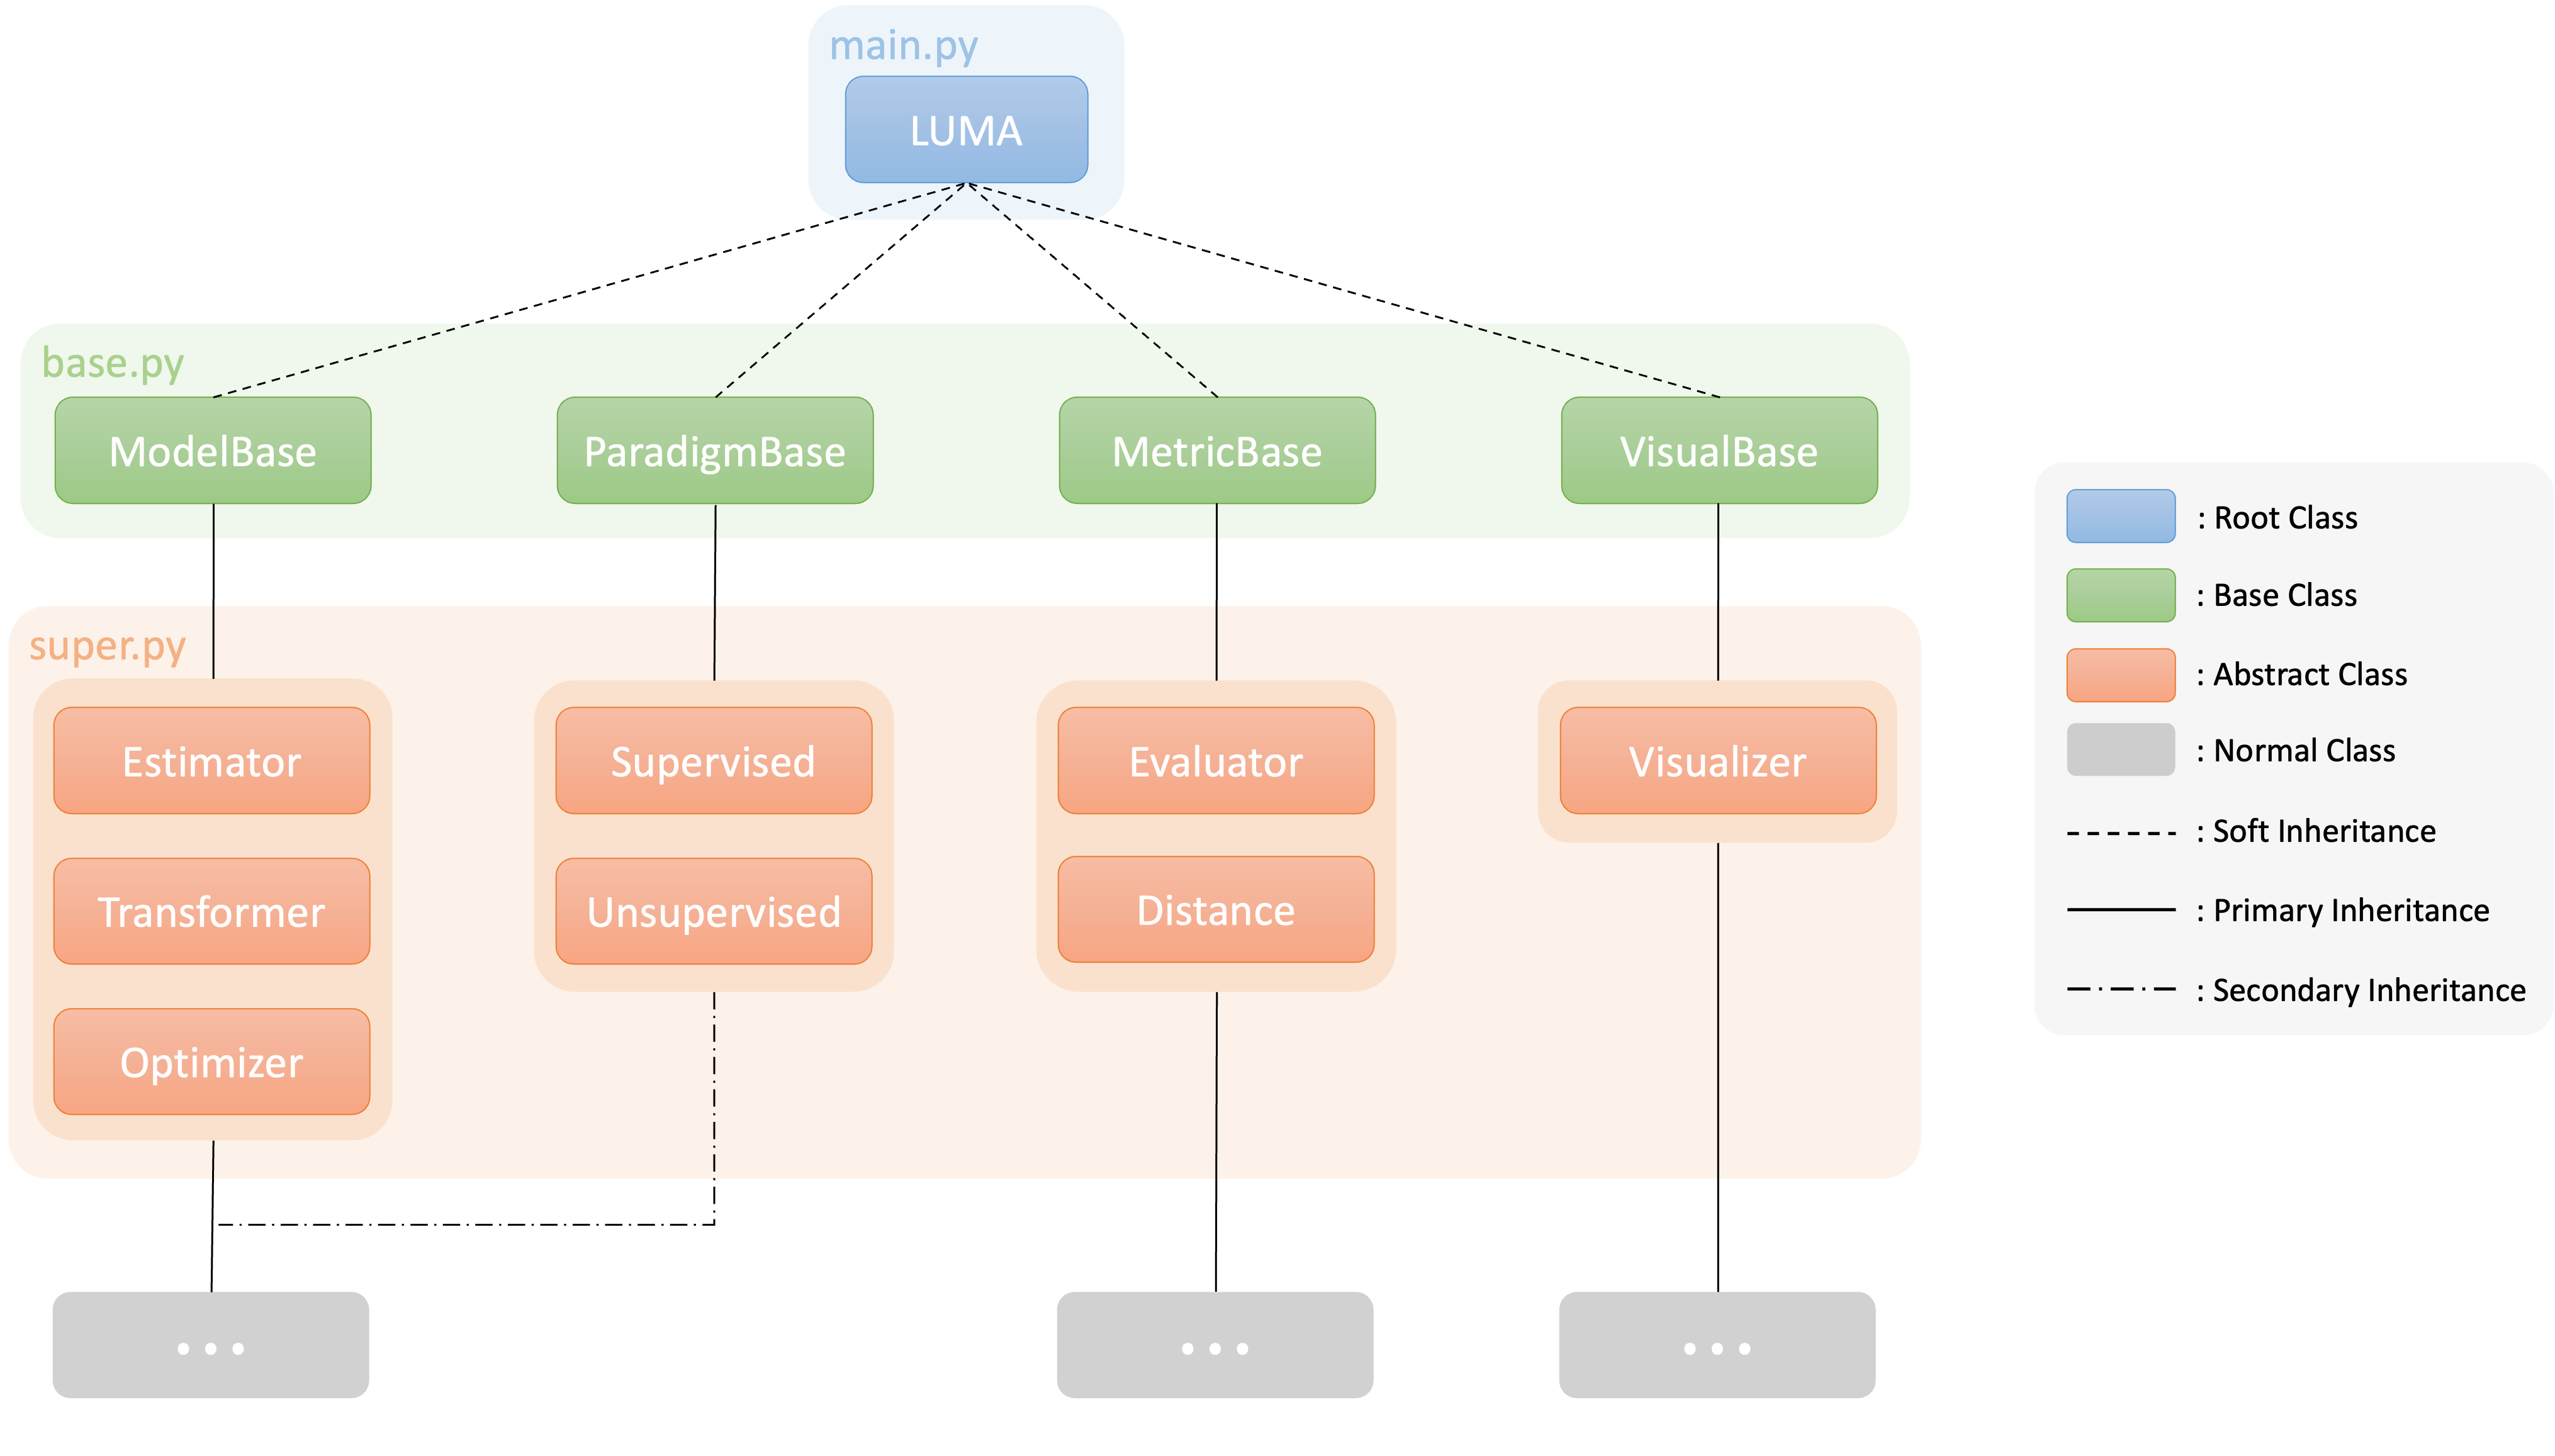 main.py
LUMA
base.py
ModelBase
ParadigmBase
MetricBase
VisualBase
super.py
Estimator
Supervised
Evaluator
Visualizer
Transformer
Unsupervised
Distance
Optimizer
...
...
...
: Root Class
: Base Class
: Abstract Class
: Normal Class
: Soft Inheritance
: Primary Inheritance
: Secondary Inheritance